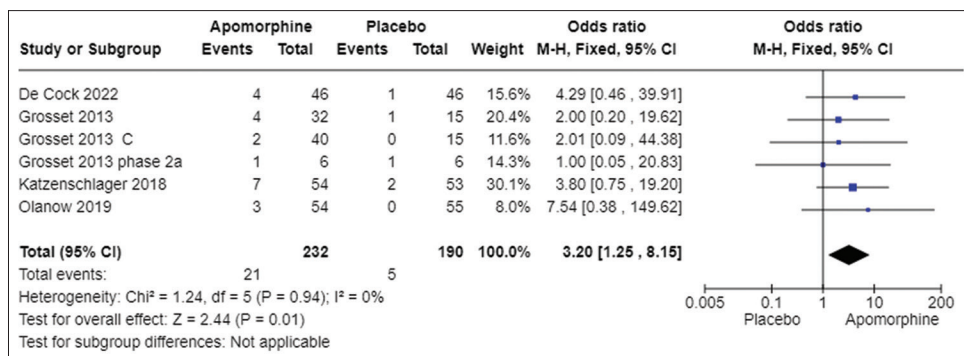 Apomorphine Placebo Odds ratio Odds ratio
Study or Subgroup Events Total Events Total Weight M-H, Fixed, 95% CI M-H, Fixed, 95% CI
De Cock 2022 4 46 1 46 15.6% 4.29 [0.46 , 39.91]
Grosset 2013 4 32 1 15 20.4% 2.00 [0.20 , 19.62]
Grosset 2013 C 2 40 0 15 11.6% 2.01 [0.09 , 44.38]
Grosset 2013 phase 2a 1 6 1 6 14.3% 1.00 [0.05 , 20.83]
Katzenschlager 2018 7 54 2 53 30.1% 3.80 [0.75 , 19.20]
Olanow 2019 3 54 0 55 8.0% 7.54 [0.38 , 149.62]
Total (95% CI) 232 190 100.0% 3.20 [1.25 , 8.15]
Total events: 21 5
Heterogeneity: Chi² = 1.24, df = 5 (P = 0.94); I² = 0%
Test for overall effect: Z = 2.44 (P = 0.01)
Test for subgroup differences: Not applicable
0.005 0.1 1 10 200
Placebo Apomorphine